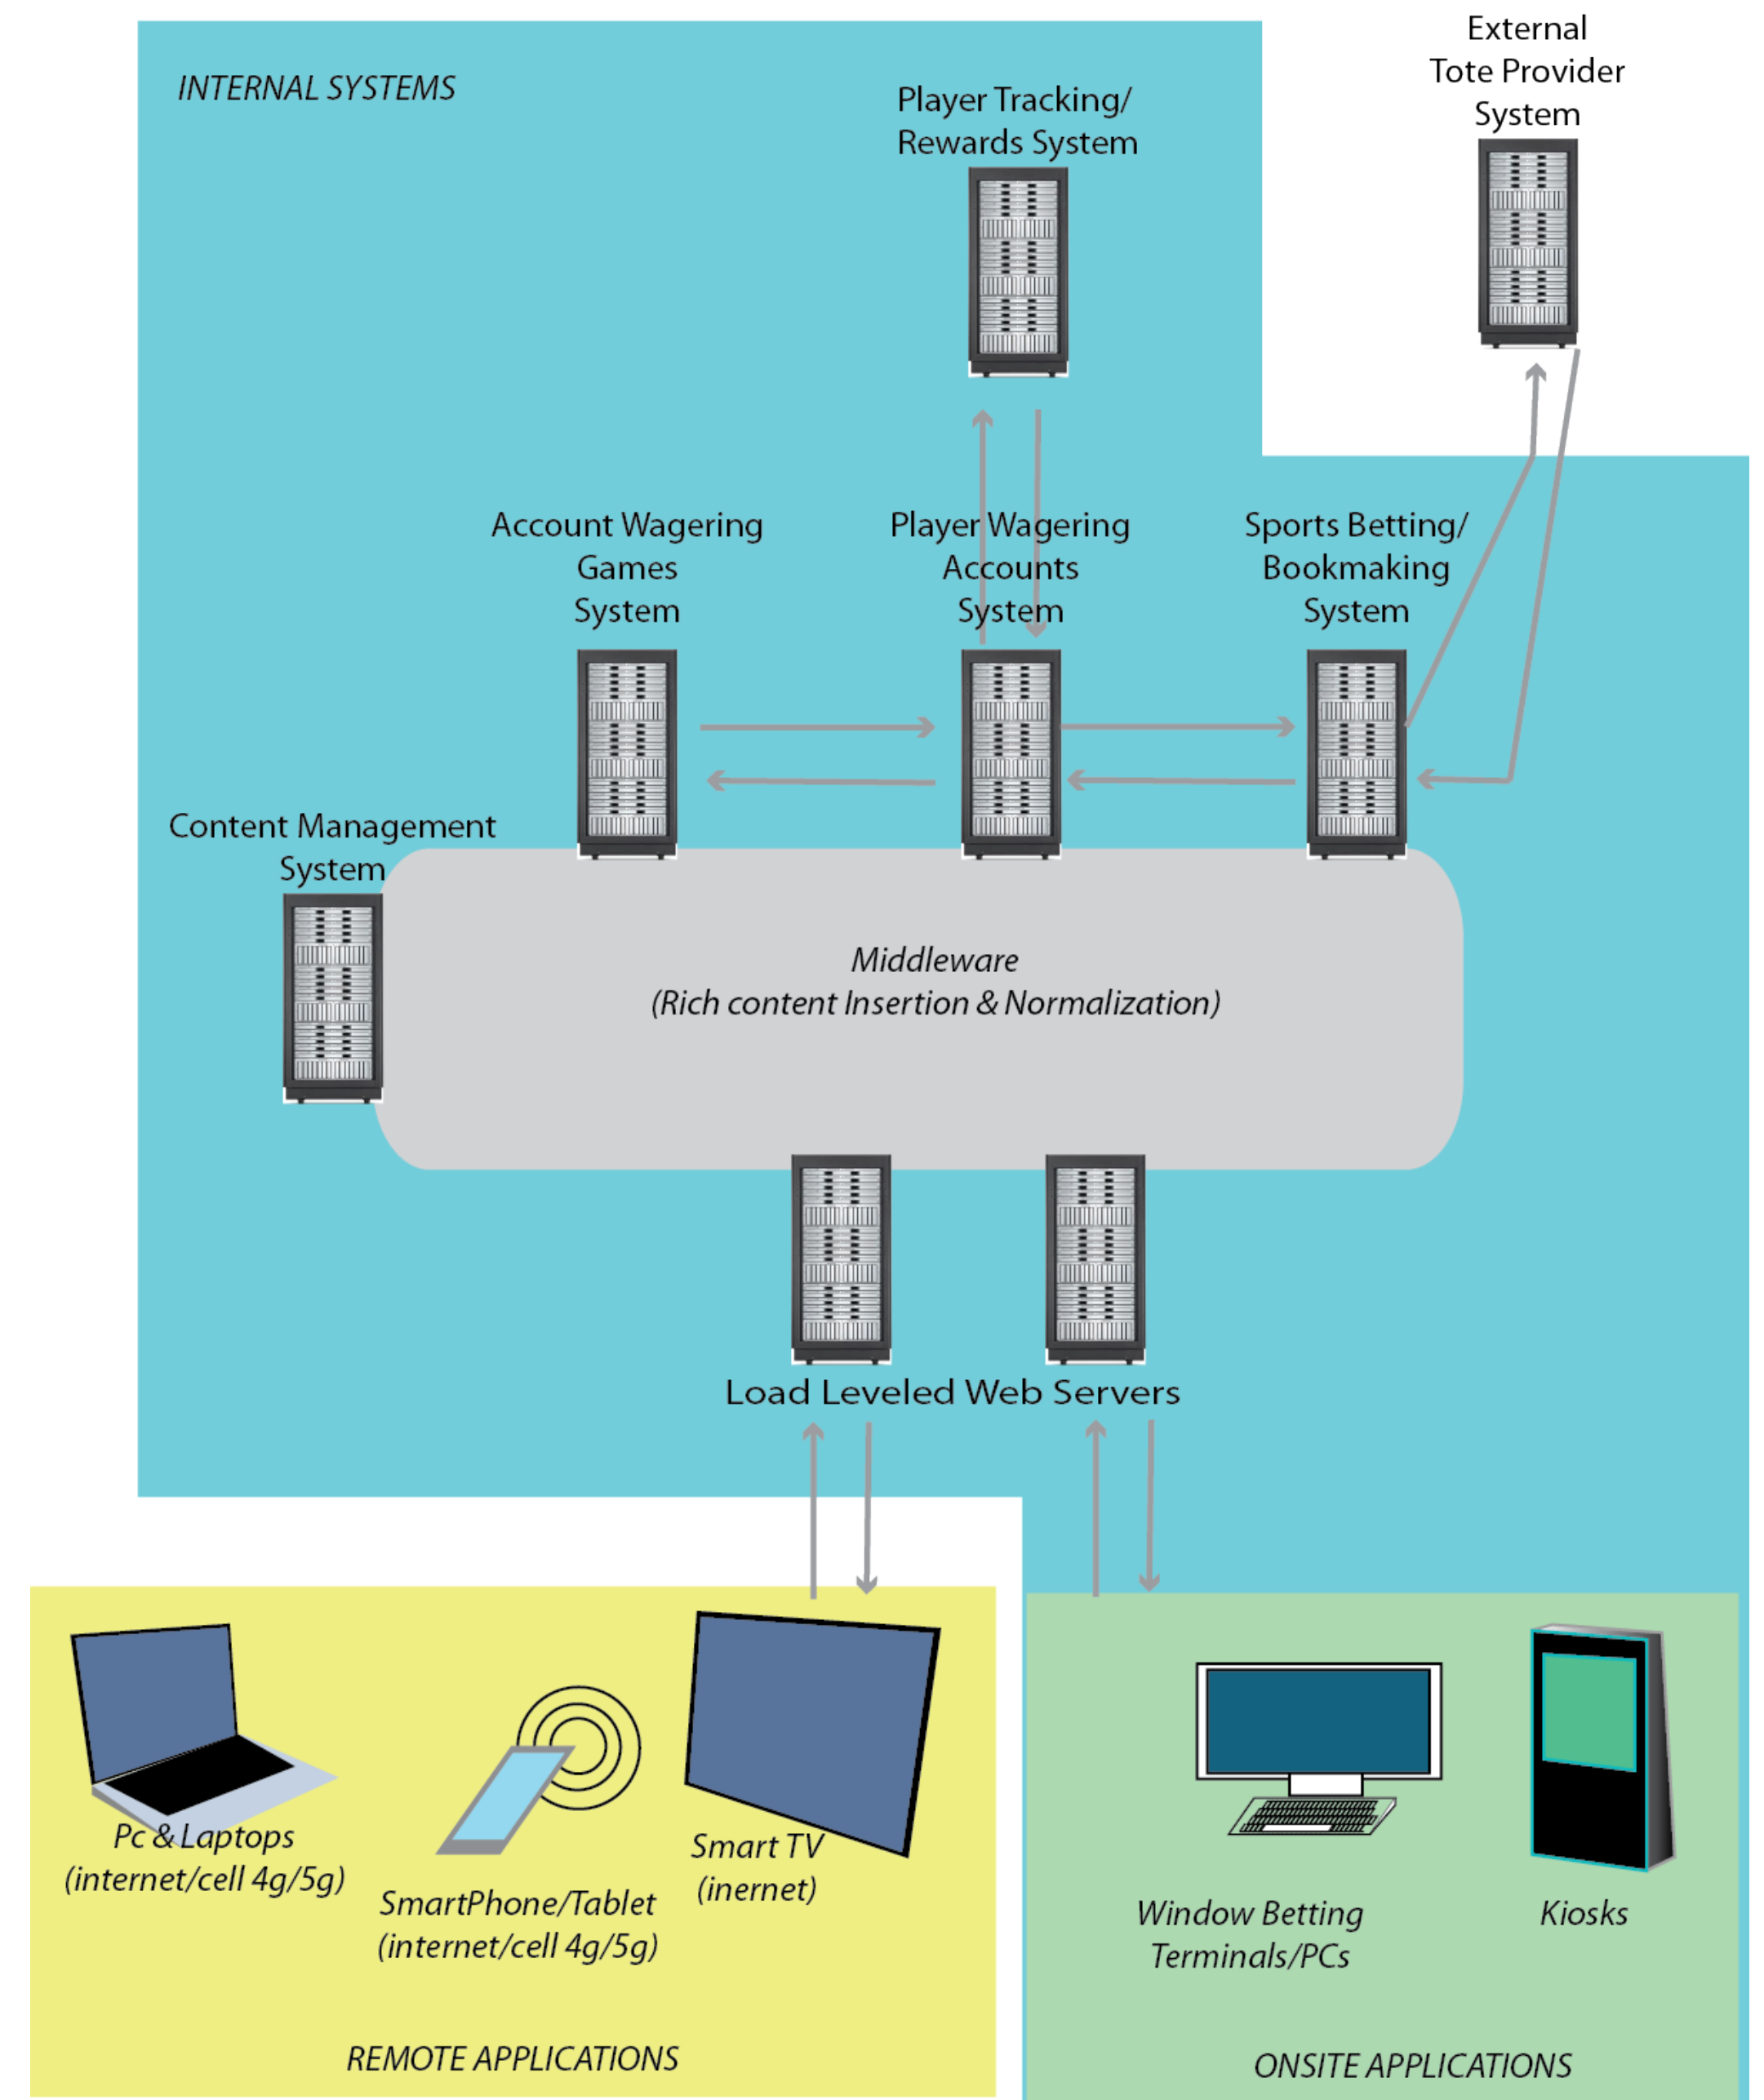 INTERNAL SYSTEMS
External
Tote Provider
System
Player Tracking/
Rewards System
Account Wagering
Games
System
Player Wagering
Accounts
System
Sports Betting/
Bookmaking
System
Content Management
System
Middleware
(Rich content Insertion & Normalization)
Load Leveled Web Servers
Pc & Laptops
(internet/cell 4g/5g)
SmartPhone/Tablet
(internet/cell 4g/5g)
Smart TV
(inernet)
REMOTE APPLICATIONS
Window Betting
Terminals/PCs
Kiosks
ONSITE APPLICATIONS